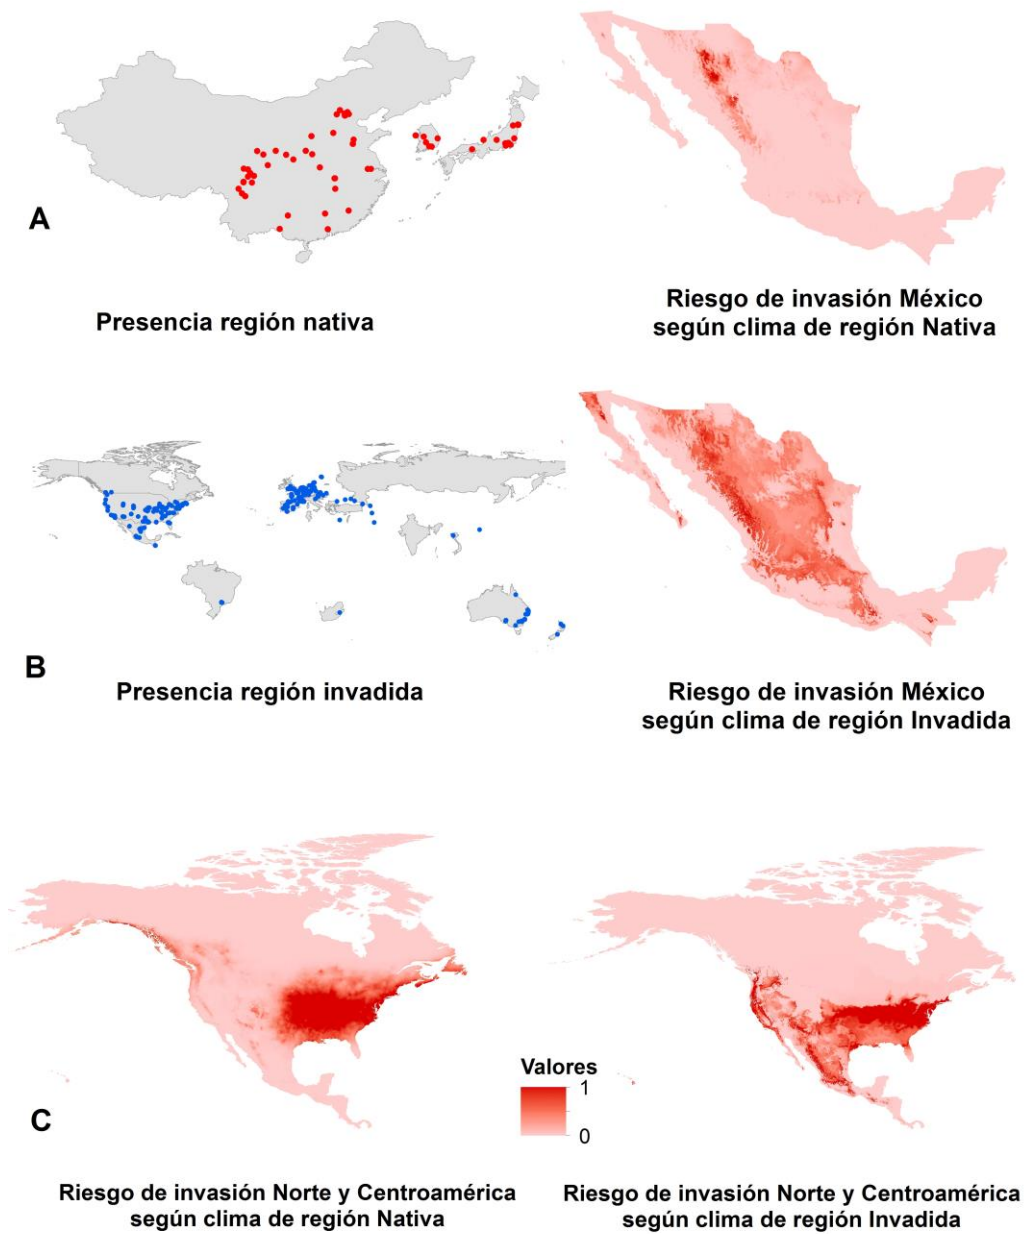 A
Presencia región nativa
Riesgo de invasión México
según clima de región Nativa
B
Presencia región invadida
Riesgo de invasión México
según clima de región Invadida
C
Valores
1
0
Riesgo de invasión Norte y Centroamérica
según clima de región Nativa
Riesgo de invasión Norte y Centroamérica
según clima de región Invadida